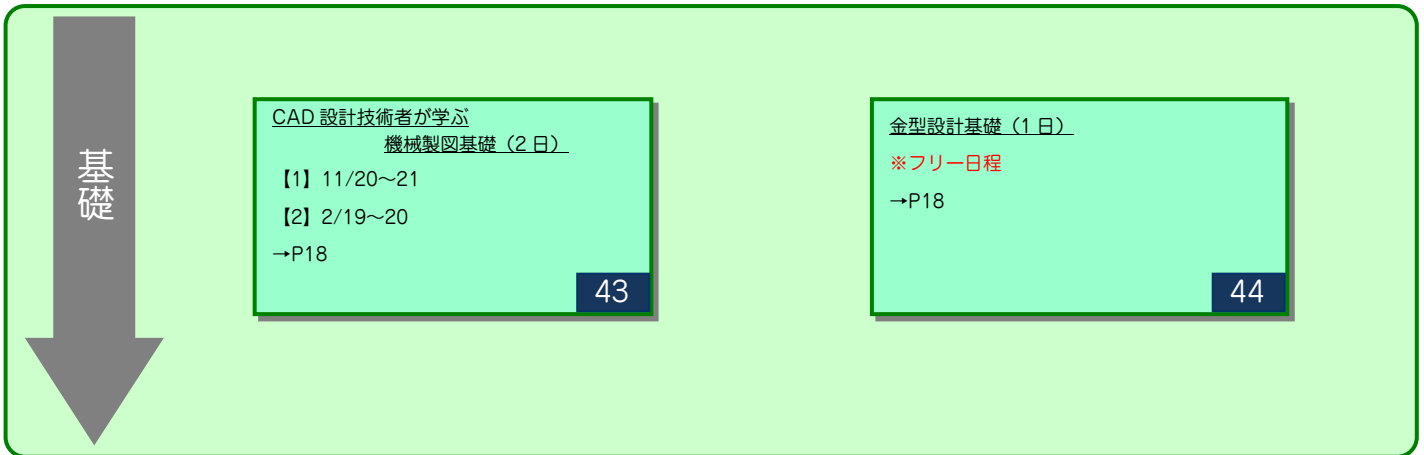 基礎
CAD 設計技術者が学ぶ
機械製図基礎（2 日）
【1】11/20～21
【2】2/19～20
→P18
43
金型設計基礎（1 日）
※フリー日程
→P18
44